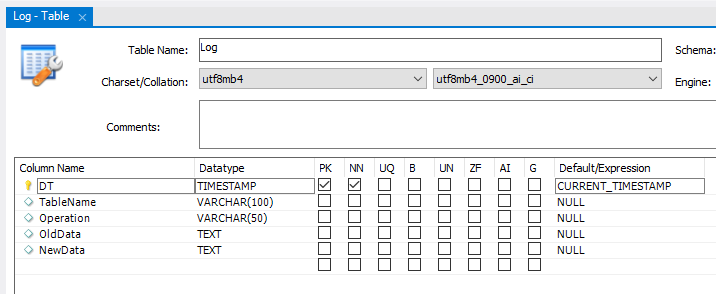 Log - Table ×
Table Name: Log Schema:
Charset/Collation: utf8mb4 utf8mb4_0900_ai_ci Engine:
Comments:
Column Name Datatype PK NN UQ B UN ZF AI G Default/Expression
DT TIMESTAMP CURRENT_TIMESTAMP
TableName VARCHAR(100) NULL
Operation VARCHAR(50) NULL
OldData TEXT NULL
NewData TEXT NULL